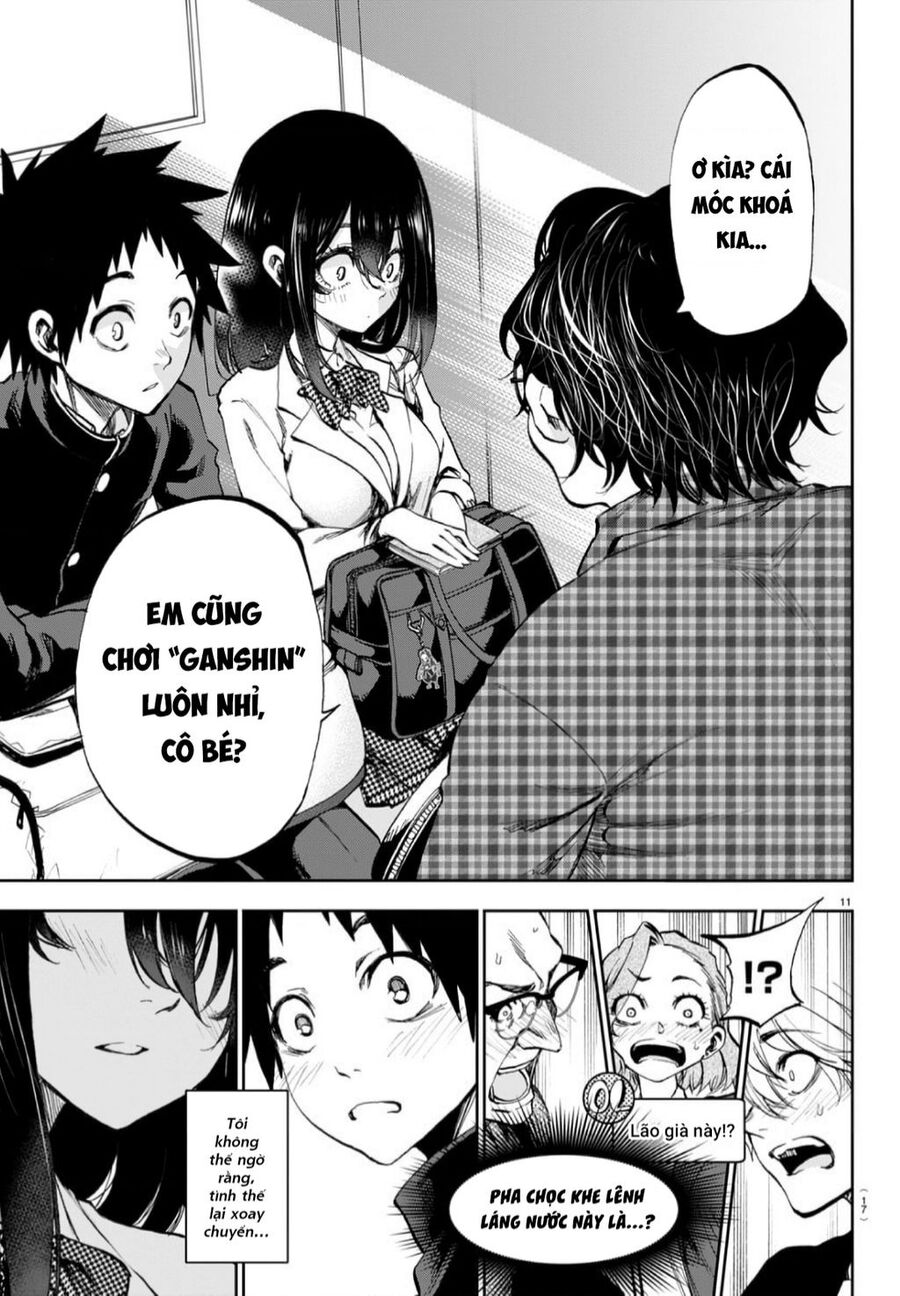 Ơ KÌA? CÁI
MÓC KHOÁ
KIA...
EM CŨNG
CHƠI “GANSHIN”
LUÔN NHỈ,
CÔ BÉ?
11
!?
Lão già này!?
PHA CHỌC KHE LÊNH
LÁNG NƯỚC NÀY LÀ...?
Tôi
không
thể ngờ
rằng,
tình thế
lại xoay
chuyển...
(17)